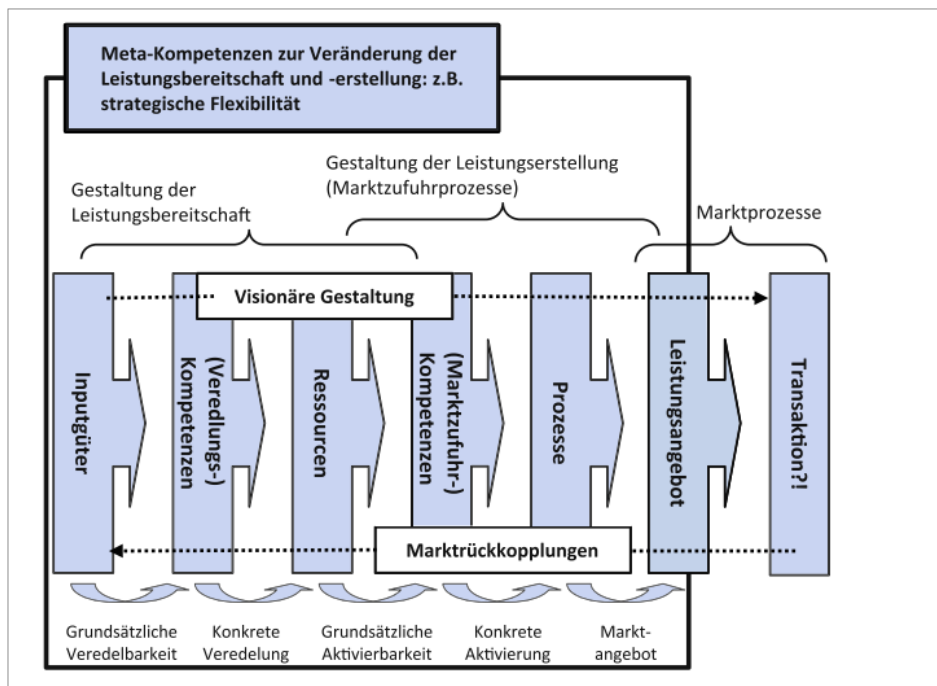 Meta-Kompetenzen zur Veränderung der
Leistungsbereitschaft und -erstellung: z.B.
strategische Flexibilität
Gestaltung der Leistungserstellung
(Marktzufuhrprozesse)
Gestaltung der
Leistungsbereitschaft
Marktprozesse
Visionäre Gestaltung
Inputgüter
(Veredlungs-)
Kompetenzen
Ressourcen
(Marktzufuhr-)
Kompetenzen
Prozesse
Leistungsangebot
Transaktion?!
Marktrückkopplungen
Grundsätzliche
Veredelbarkeit
Konkrete
Veredelung
Grundsätzliche
Aktivierbarkeit
Konkrete
Aktivierung
Markt-
angebot